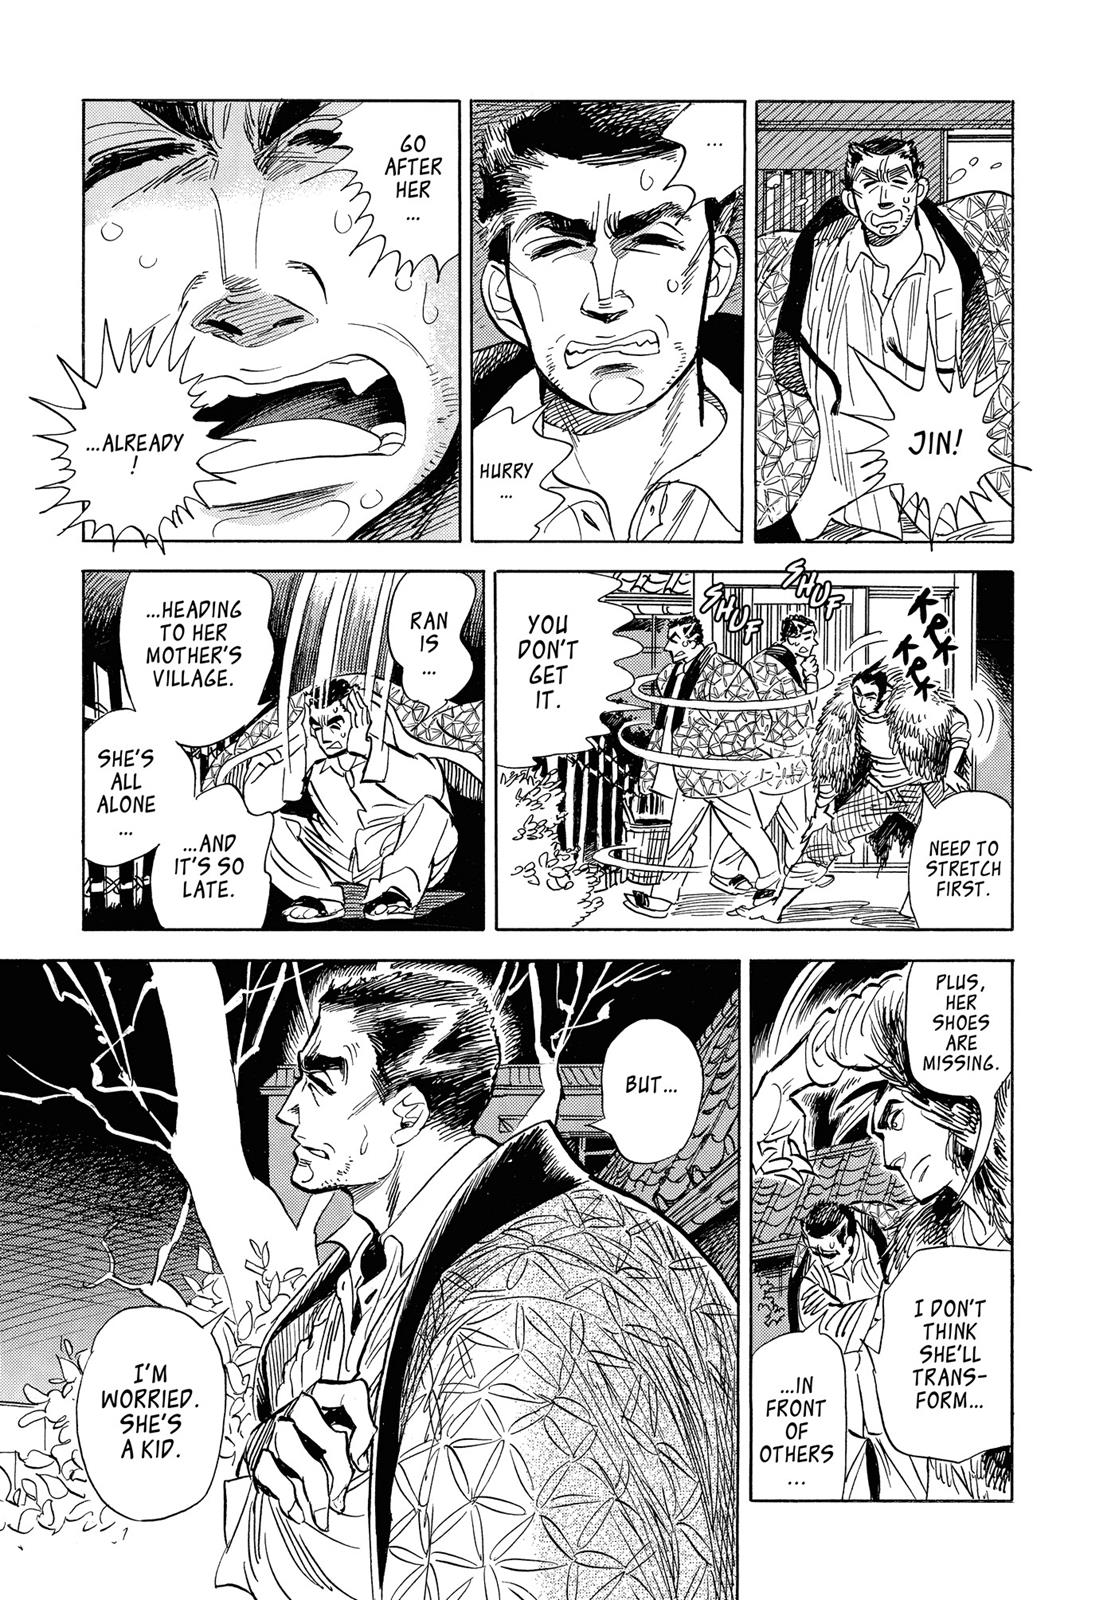 JIN!
...
HURRY
...
GO
AFTER
HER
...
...ALREADY
!
SHUF
SHUF
KRK
KRK
NEED TO
STRETCH
FIRST.
YOU
DON'T
GET
IT.
RAN
IS
...
...HEADING
TO HER
MOTHER'S
VILLAGE.
SHE'S
ALL
ALONE
...
...AND
IT'S SO
LATE.
PLUS,
HER
SHOES
ARE
MISSING.
I DON'T
THINK
SHE'LL
TRANS-
FORM...
...IN
FRONT
OF
OTHERS
...
BUT...
I'M
WORRIED.
SHE'S
A KID.